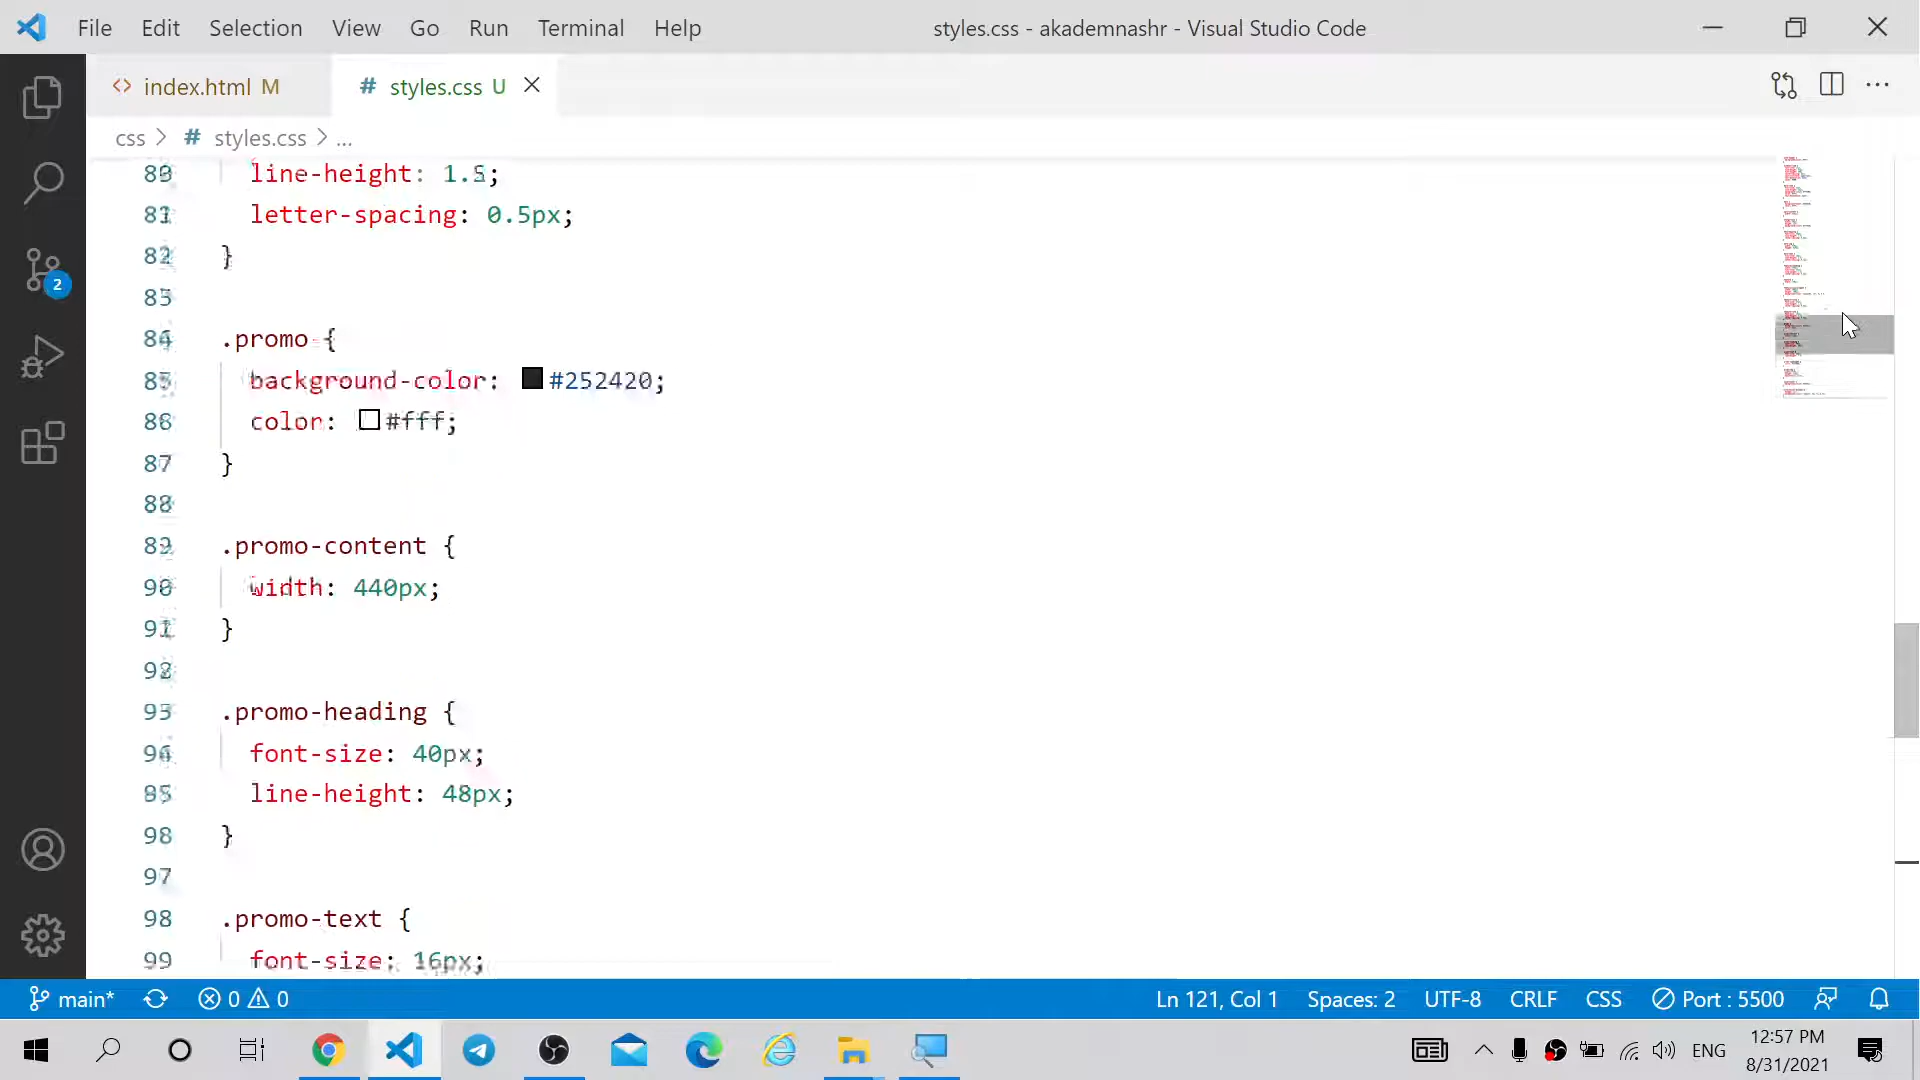 File Edit Selection View Go Run Terminal Help styles.css - akademnashr - Visual Studio Code
index.html M # styles.css U
css > # styles.css > ...
80 line-height: 1.5;
81 letter-spacing: 0.5px;
82 }
83
84 .promo {
85 background-color: #252420;
86 color: #fff;
87 }
88
89 .promo-content {
90 width: 440px;
91 }
92
93 .promo-heading {
94 font-size: 40px;
95 line-height: 48px;
96 }
97
98 .promo-text {
99 font-size: 16px;
2
main* 0 0 Ln 121, Col 1 Spaces: 2 UTF-8 CRLF CSS Port : 5500
ENG 12:57 PM
8/31/2021